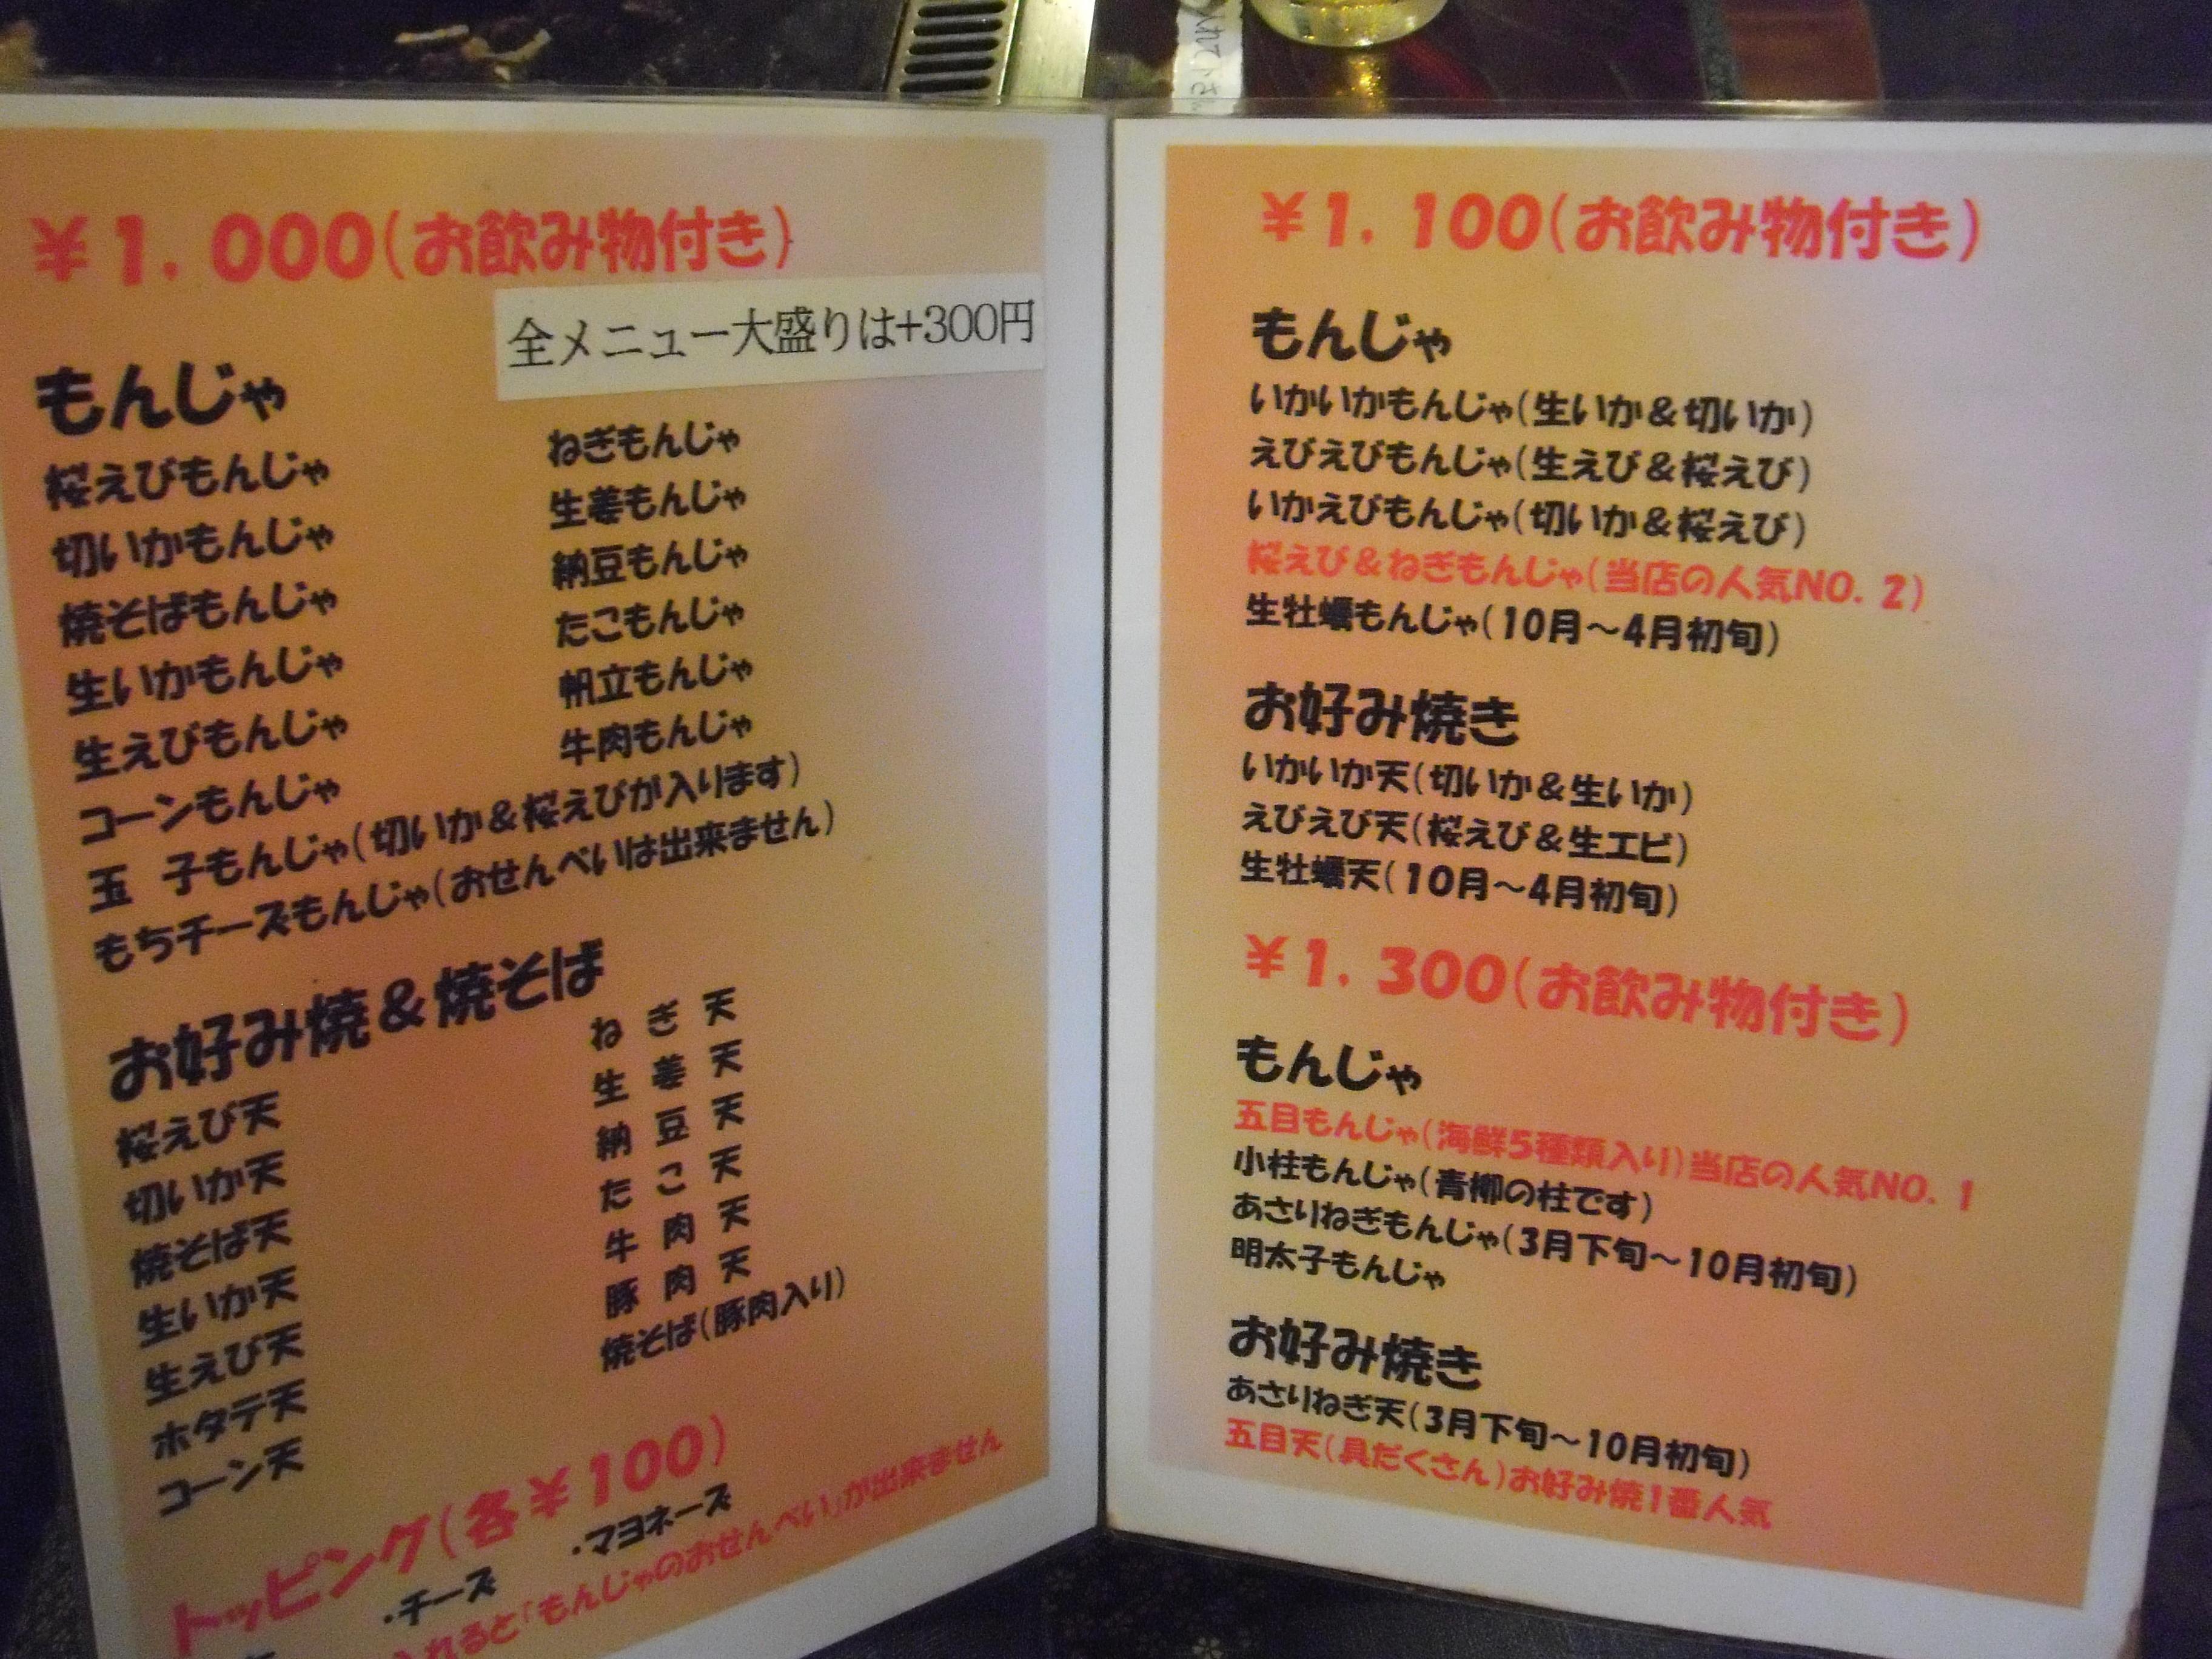 ¥1，000(お飲み物付き)
全メニュー大盛りは+300円
もんじゃ
桜えびもんじゃ
切いかもんじゃ
焼そばもんじゃ
生いかもんじゃ
生えびもんじゃ
コーンもんじゃ
ねぎもんじゃ
生姜もんじゃ
納豆もんじゃ
たこもんじゃ
帆立もんじゃ
牛肉もんじゃ
玉　子もんじゃ(切いか＆桜えびが入ります)
もちチーズもんじゃ(おせんべいは出来ません)
お好み焼＆焼そば
桜えび天
切いか天
焼そば天
生いか天
生えび天
ホタテ天
コーン天
ね ぎ 天
生 姜 天
納 豆 天
た こ 天
牛 肉 天
豚 肉 天
焼そば(豚肉入り)
トッピング(各¥100)
・チーズ　・マヨネーズ
入れると「もんじゃのおせんべい」が出来ません
¥1，100(お飲み物付き)
もんじゃ
いかいかもんじゃ(生いか＆切いか)
えびえびもんじゃ(生えび＆桜えび)
いかえびもんじゃ(切いか＆桜えび)
桜えび＆ねぎもんじゃ(当店の人気NO．2)
生牡蠣もんじゃ(10月～4月初旬)
お好み焼き
いかいか天(切いか＆生いか)
えびえび天(桜えび＆生エビ)
生牡蠣天(10月～4月初旬)
¥1，300(お飲み物付き)
もんじゃ
五目もんじゃ(海鮮5種類入り)当店の人気NO．1
小柱もんじゃ(青柳の柱です)
あさりねぎもんじゃ(3月下旬～10月初旬)
明太子もんじゃ
お好み焼き
あさりねぎ天(3月下旬～10月初旬)
五目天(具だくさん)お好み焼1番人気